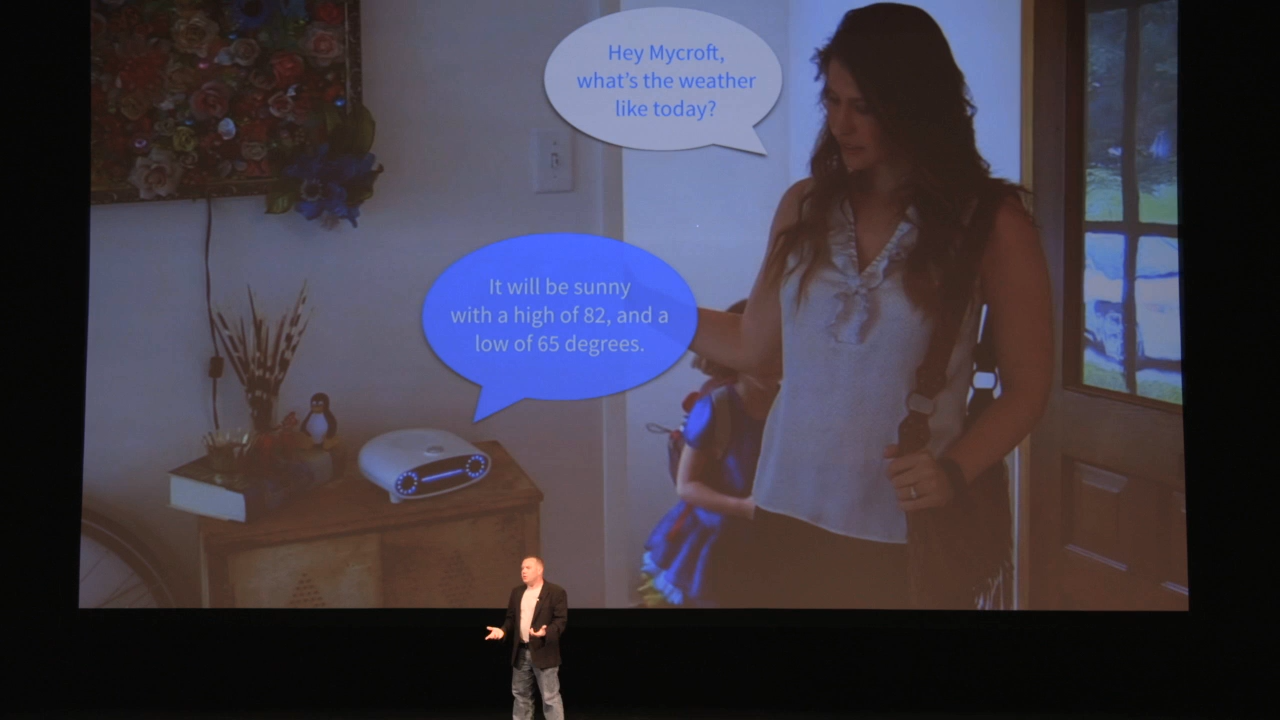 Hey Mycroft,
what's the weather
like today?
It will be sunny
with a high of 82, and a
low of 65 degrees.